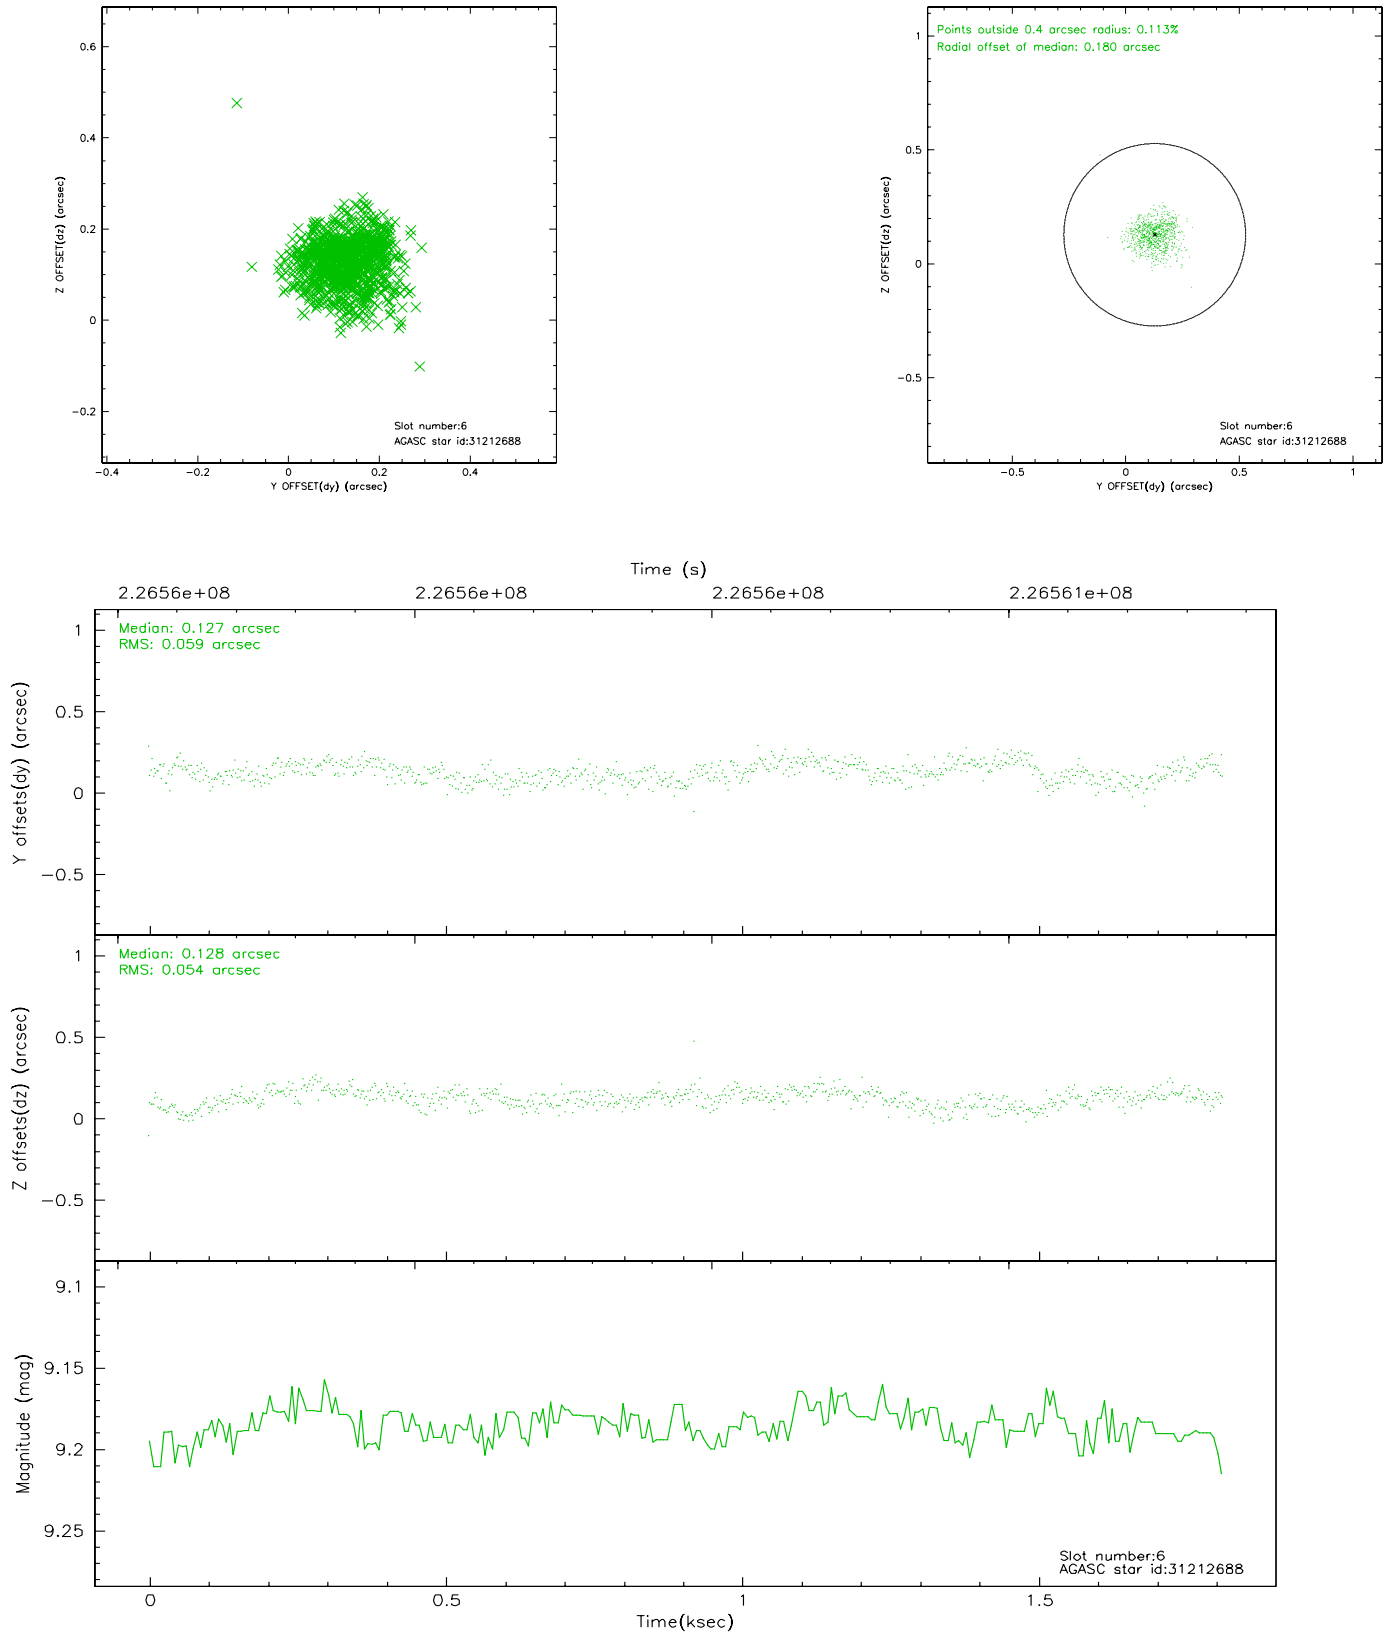 0.6
0.4
0.2
0
−0.2
Z OFFSET(dz) (arcsec)
Slot number:6
AGASC star id:31212688
−0.4 −0.2 0 0.2 0.4
Y OFFSET(dy) (arcsec)
Points outside 0.4 arcsec radius: 0.113%
Radial offset of median: 0.180 arcsec
1
0.5
0
−0.5
Z OFFSET(dz) (arcsec)
Slot number:6
AGASC star id:31212688
−0.5 0 0.5 1
Y OFFSET(dy) (arcsec)
Time (s)
2.2656e+08 2.2656e+08 2.2656e+08 2.26561e+08
Median: 0.127 arcsec
RMS: 0.059 arcsec
1
0.5
0
−0.5
Y offsets(dy) (arcsec)
Median: 0.128 arcsec
RMS: 0.054 arcsec
1
0.5
0
−0.5
Z offsets(dz) (arcsec)
9.1
9.15
9.2
9.25
Magnitude (mag)
Slot number:6
AGASC star id:31212688
0 0.5 1 1.5
Time(ksec)